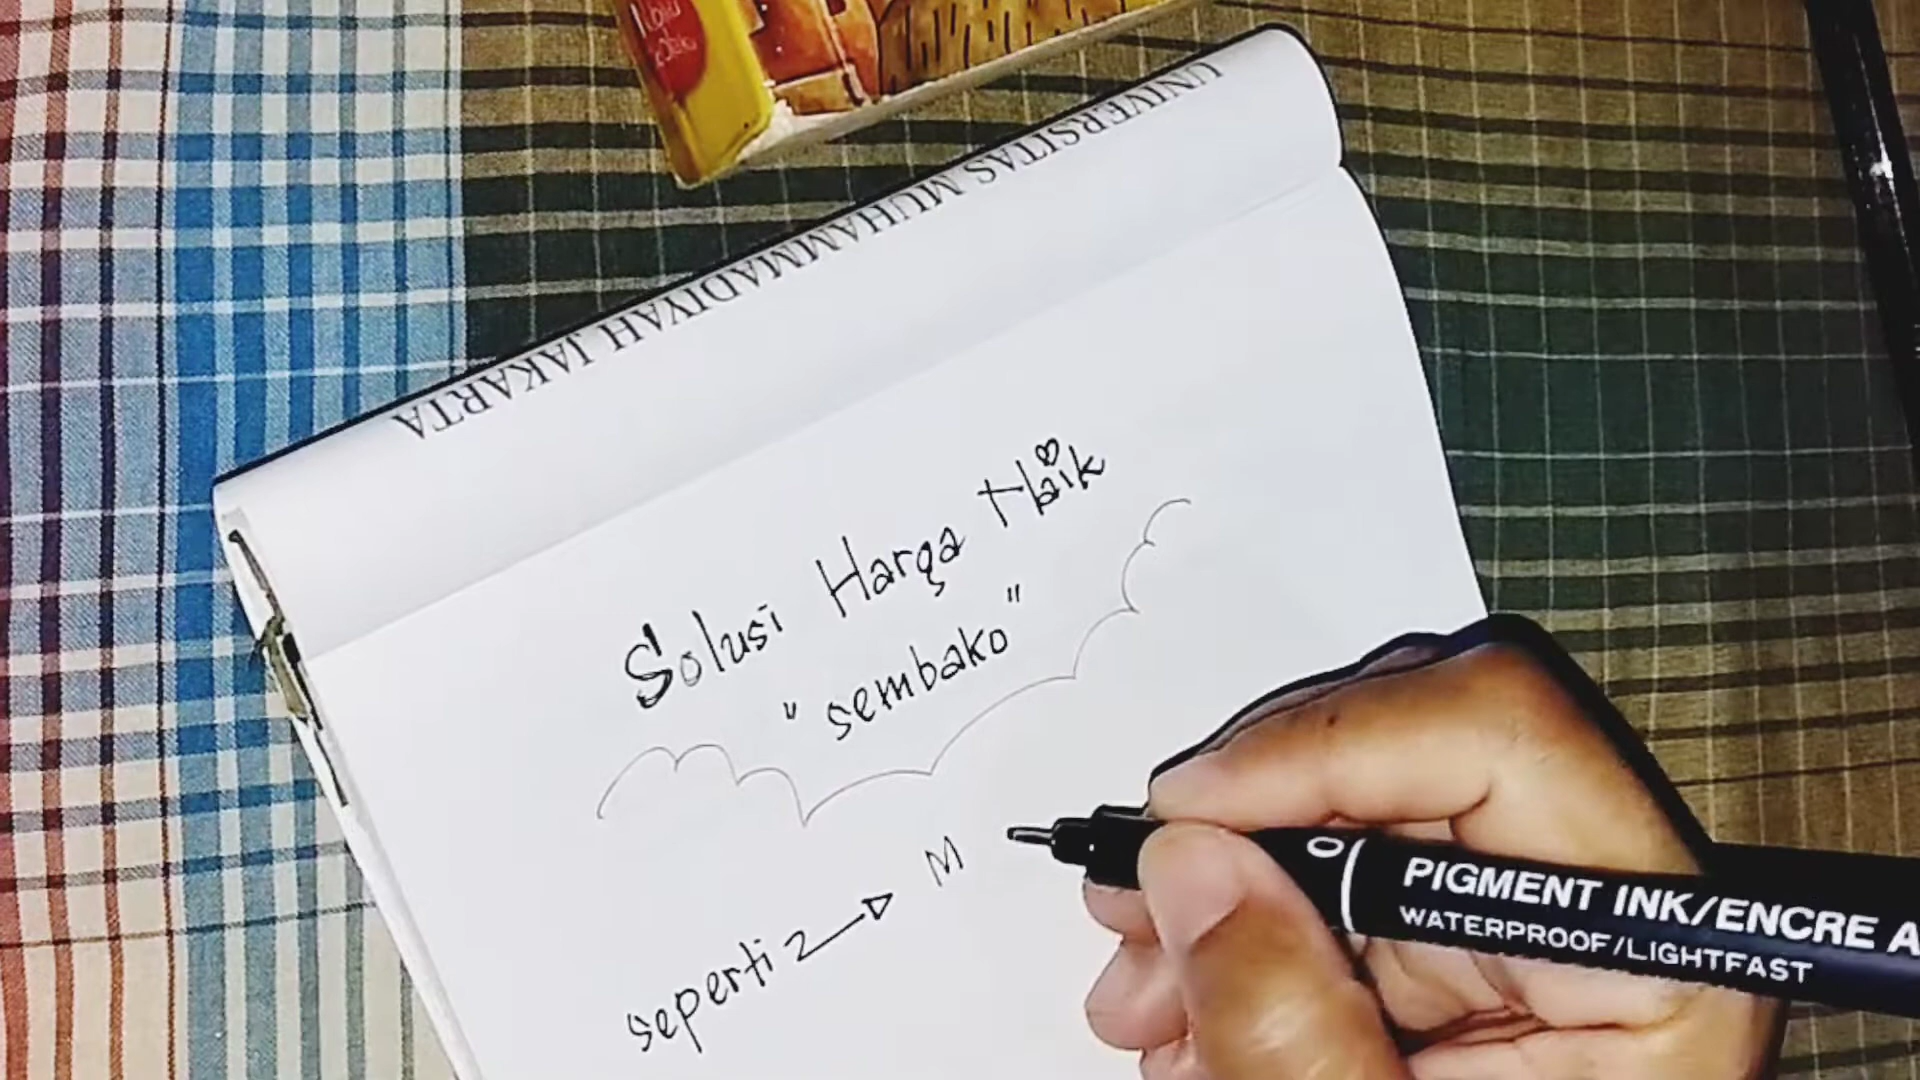 UNIVERSITAS MUHAMMADIYAH JAKARTA
Solusi Harga Naik
"sembako"
seperti2 M
PIGMENT INK/ENCRE A
WATERPROOF/LIGHTFAST